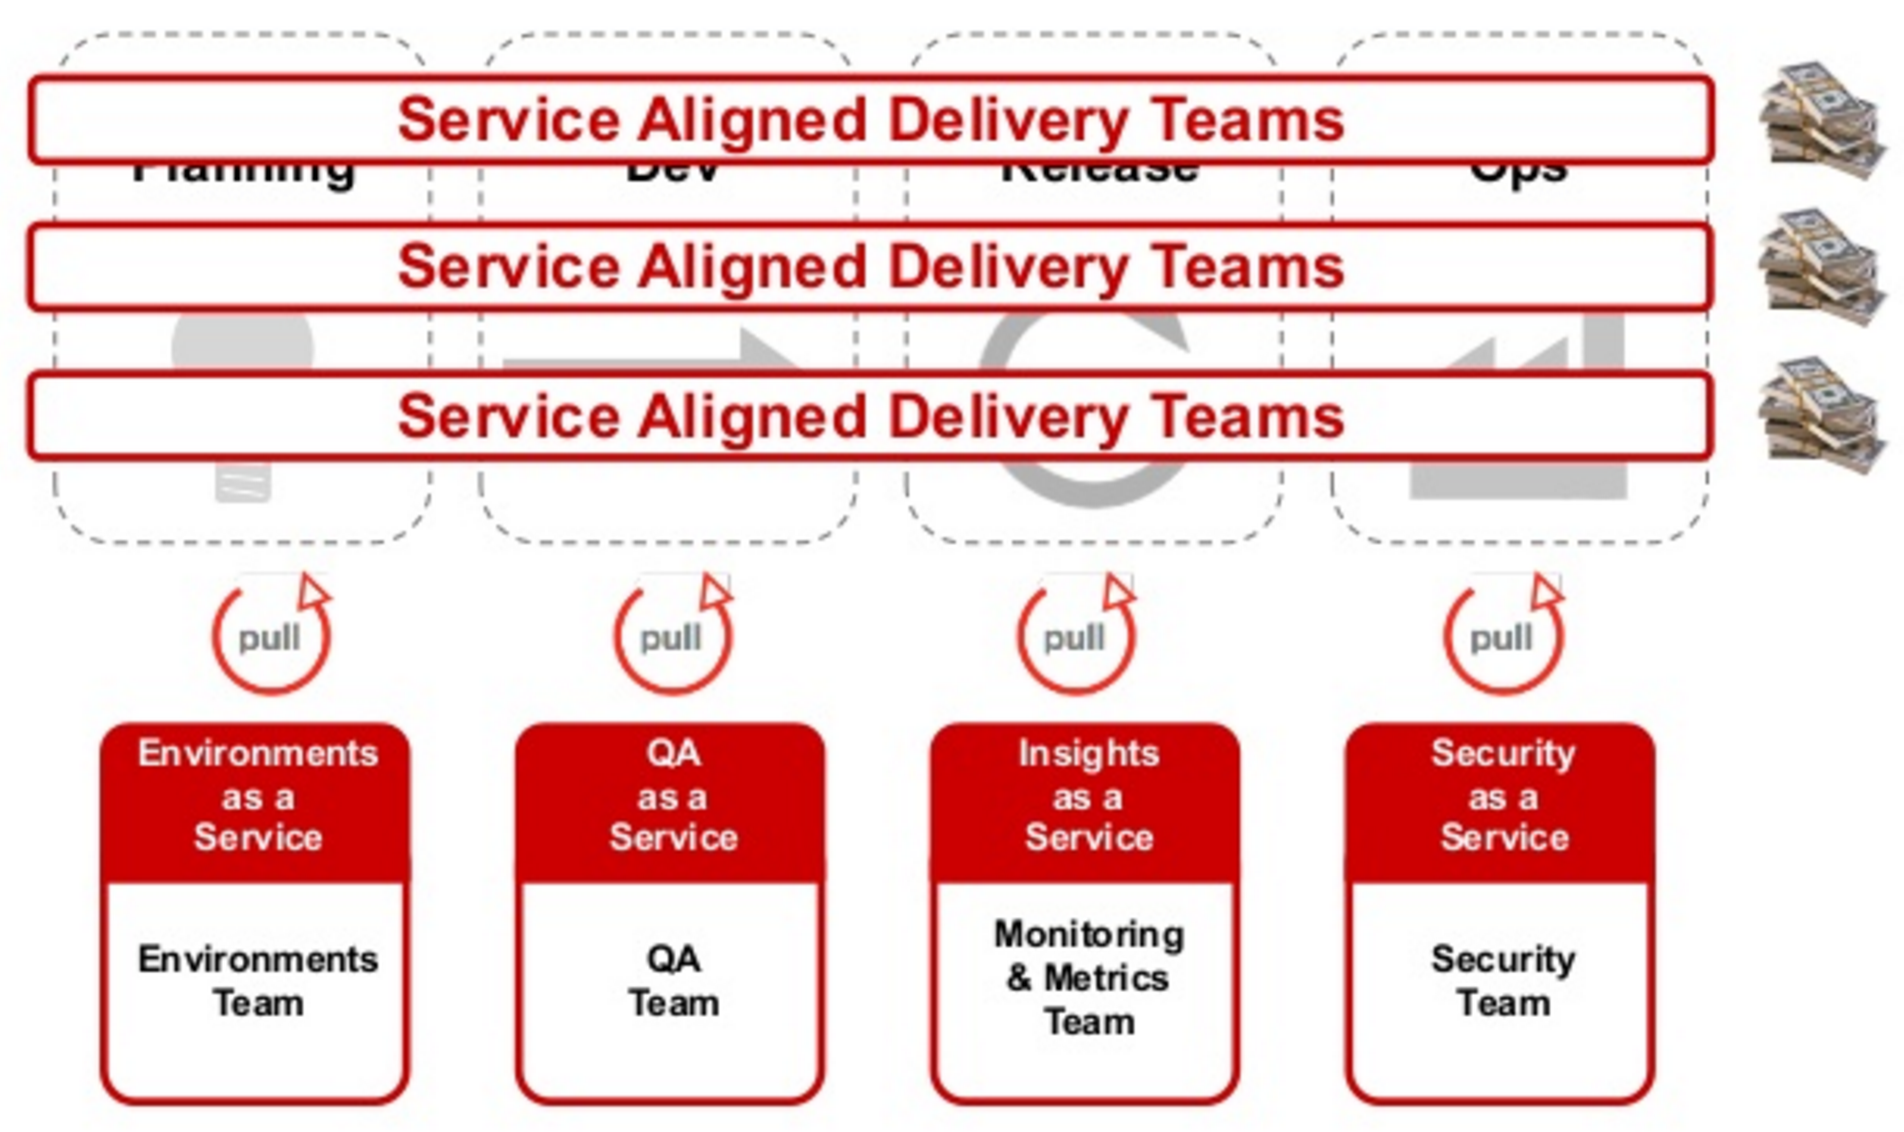 Service Aligned Delivery Teams
Planning Dev Release Ops
Service Aligned Delivery Teams
Service Aligned Delivery Teams
pull pull pull pull
Environments
as a
Service
QA
as a
Service
Insights
as a
Service
Security
as a
Service
Environments
Team
QA
Team
Monitoring
& Metrics
Team
Security
Team